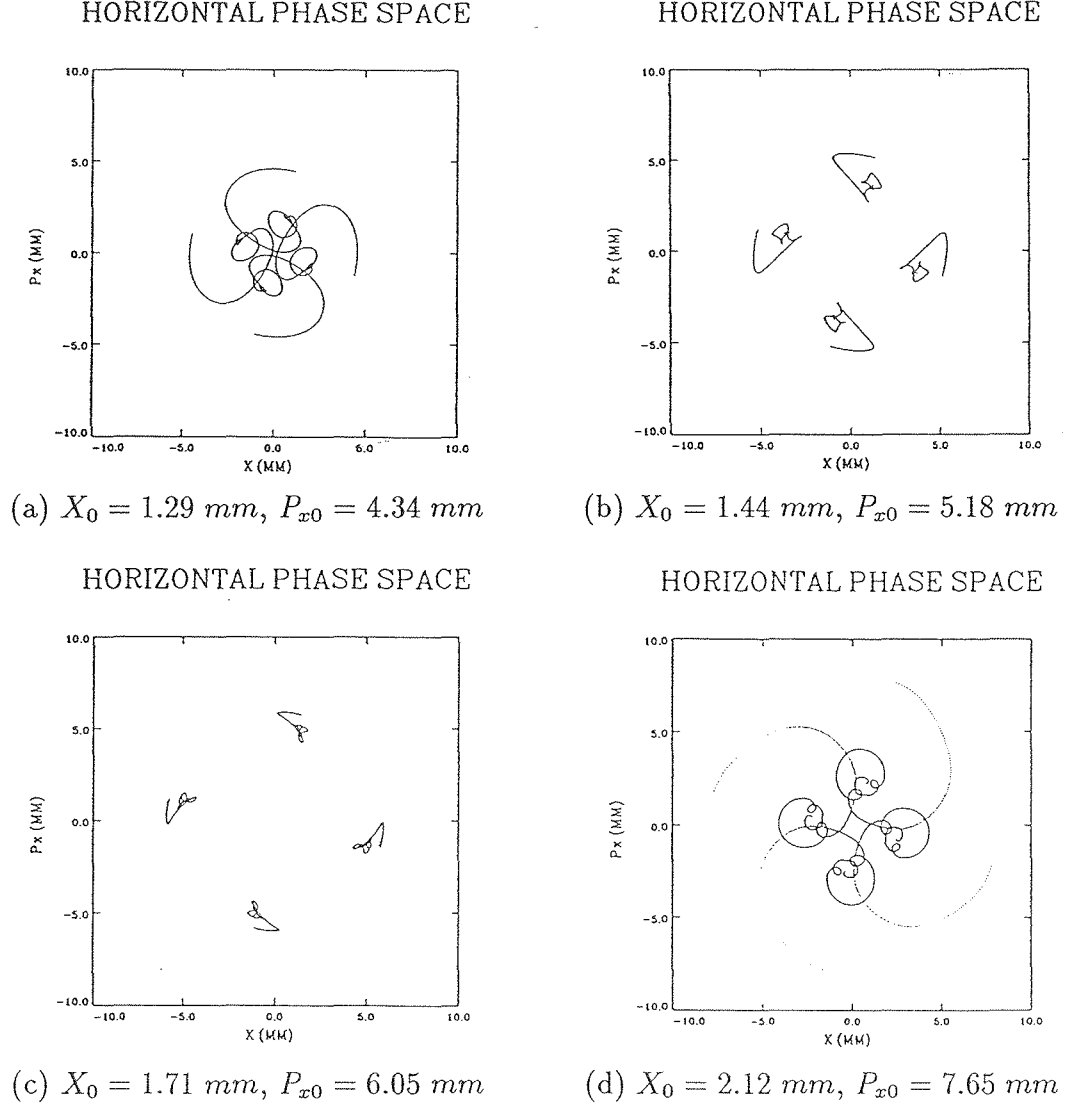 HORIZONTAL PHASE SPACE
10.0
5.0
0.0
-5.0
-10.0
Px (MM)
-10.0 -5.0 0.0 5.0 10.0
X (MM)
(a) X₀ = 1.29 mm, Pₓ₀ = 4.34 mm
HORIZONTAL PHASE SPACE
10.0
5.0
0.0
-5.0
-10.0
Px (MM)
-10.0 -5.0 0.0 5.0 10.0
X (MM)
(b) X₀ = 1.44 mm, Pₓ₀ = 5.18 mm
HORIZONTAL PHASE SPACE
10.0
5.0
0.0
-5.0
-10.0
Px (MM)
-10.0 -5.0 0.0 5.0 10.0
X (MM)
(c) X₀ = 1.71 mm, Pₓ₀ = 6.05 mm
HORIZONTAL PHASE SPACE
10.0
5.0
0.0
-5.0
-10.0
Px (MM)
-10.0 -5.0 0.0 5.0 10.0
X (MM)
(d) X₀ = 2.12 mm, Pₓ₀ = 7.65 mm